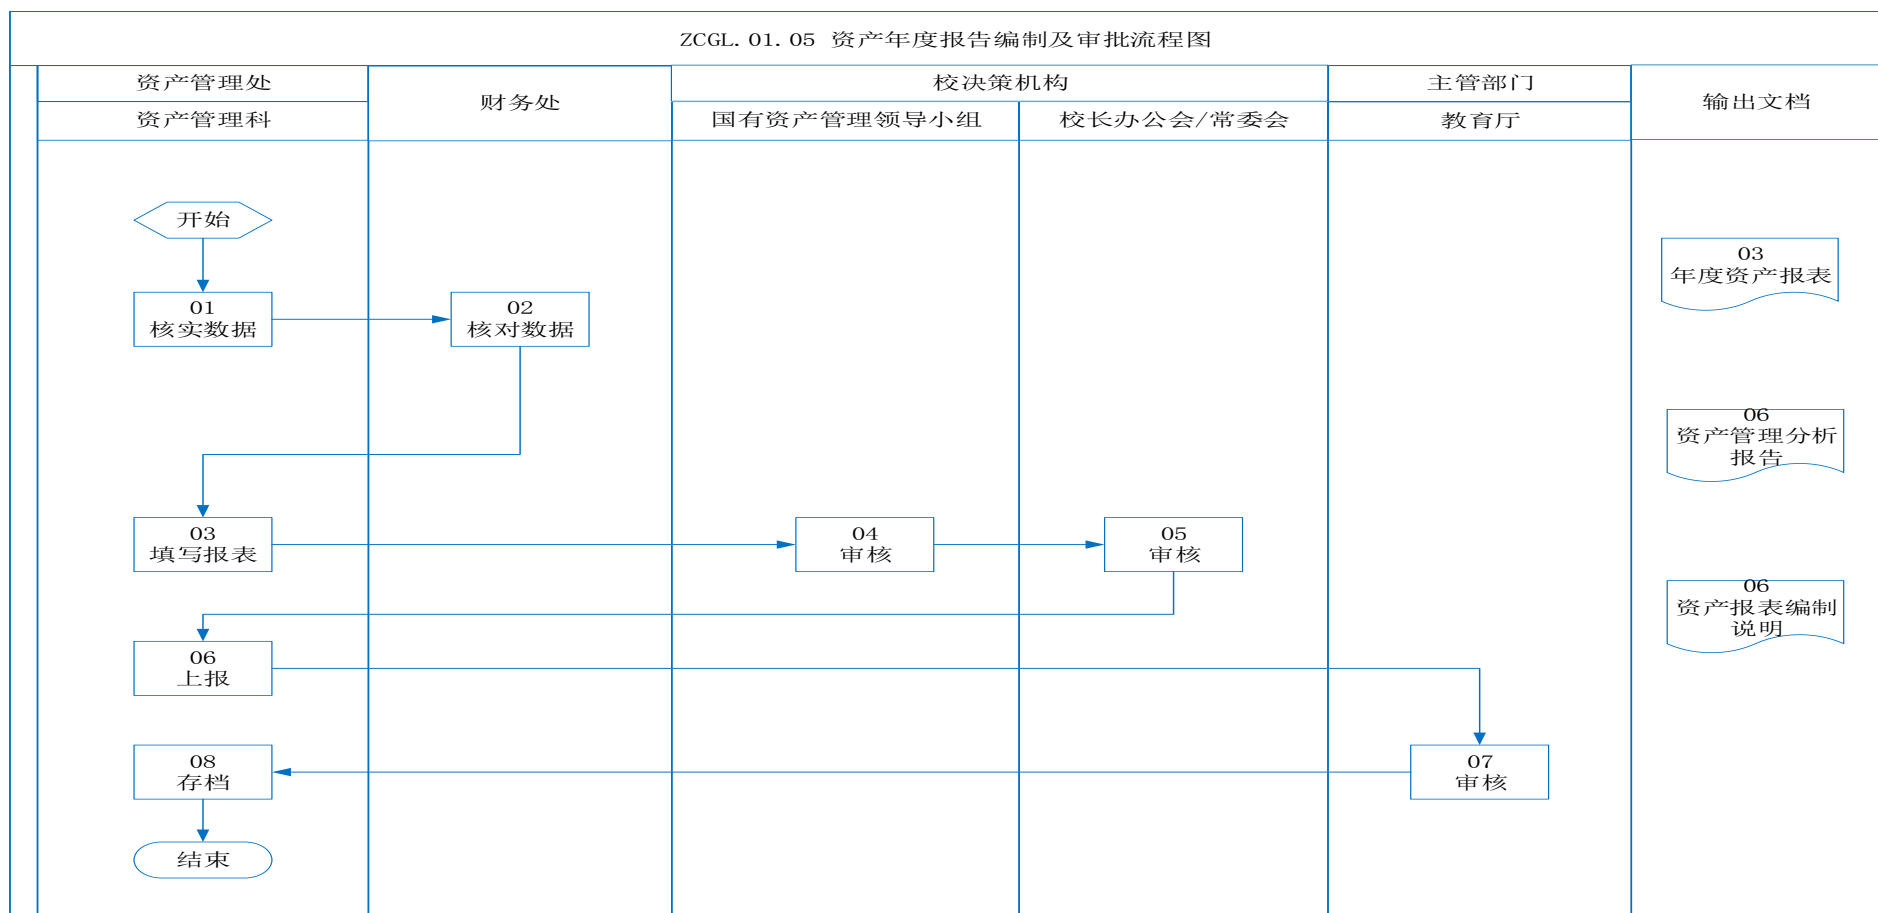 ZCGL.01.05 资产年度报告编制及审批流程图
资产管理处
财务处
校决策机构
主管部门
输出文档
资产管理科
国有资产管理领导小组
校长办公会/常委会
教育厅
开始
01
核实数据
02
核对数据
03
年度资产报表
06
资产管理分析
报告
03
填写报表
04
审核
05
审核
06
资产报表编制
说明
06
上报
08
存档
07
审核
结束